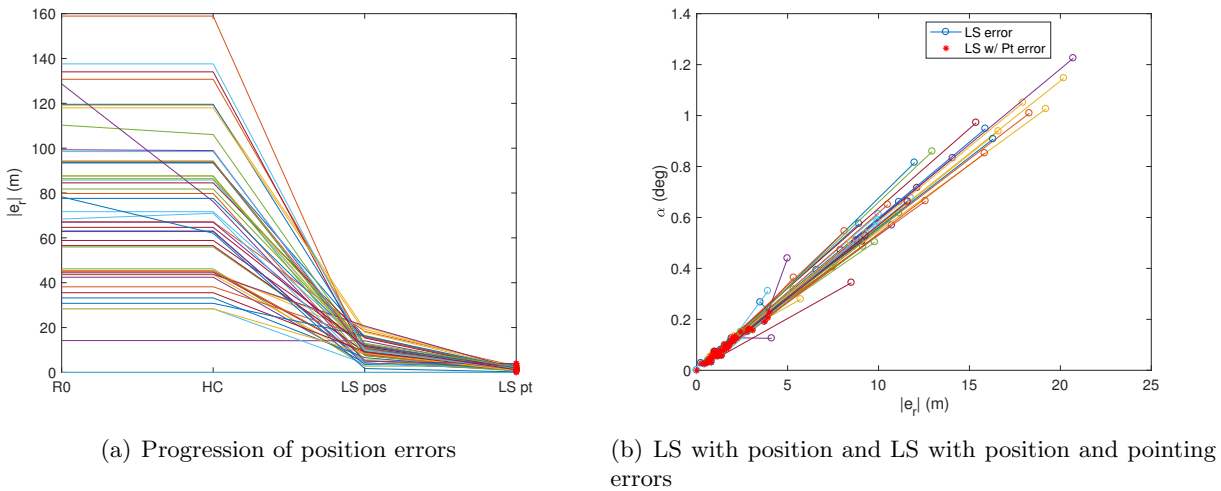 160
140
120
100
80
60
40
20
0
|e_r| (m)
R0 HC LS pos LS pt
1.4
1.2
1
0.8
0.6
0.4
0.2
0
α (deg)
LS error
LS w/ Pt error
0 5 10 15 20 25
|e_r| (m)
(a) Progression of position errors
(b) LS with position and LS with position and pointing
errors